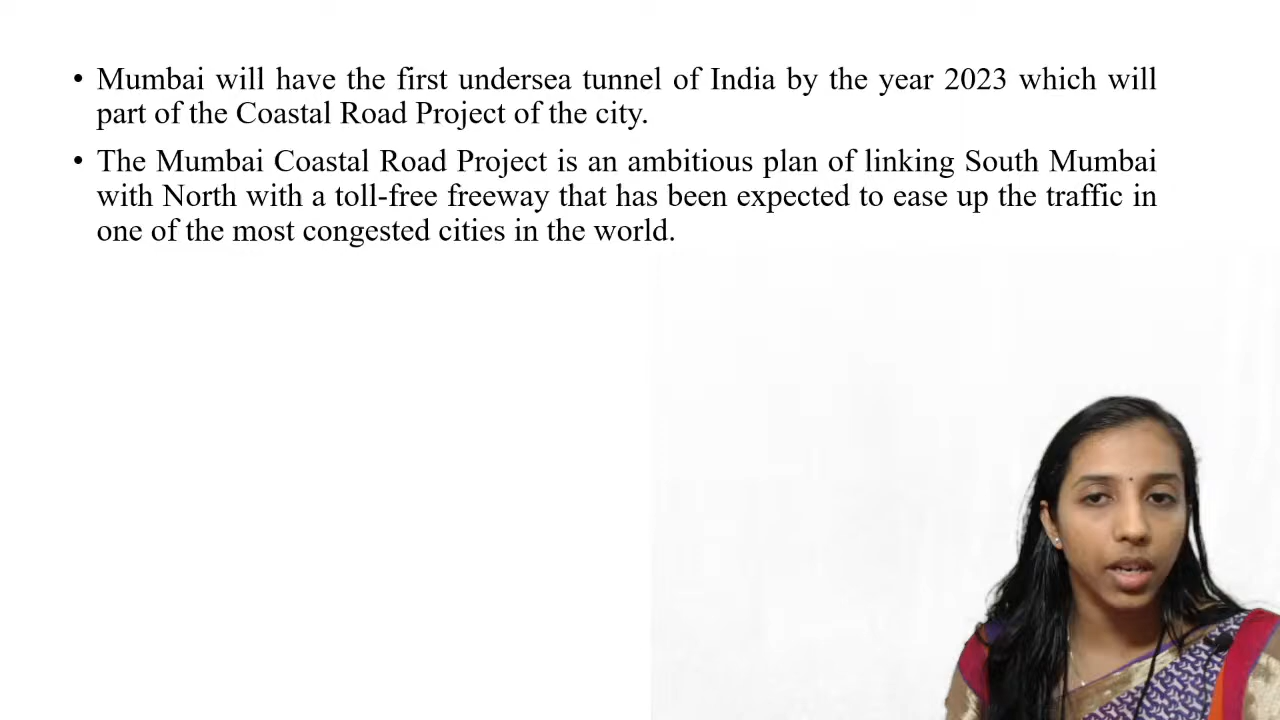 • Mumbai will have the first undersea tunnel of India by the year 2023 which will
part of the Coastal Road Project of the city.
• The Mumbai Coastal Road Project is an ambitious plan of linking South Mumbai
with North with a toll-free freeway that has been expected to ease up the traffic in
one of the most congested cities in the world.